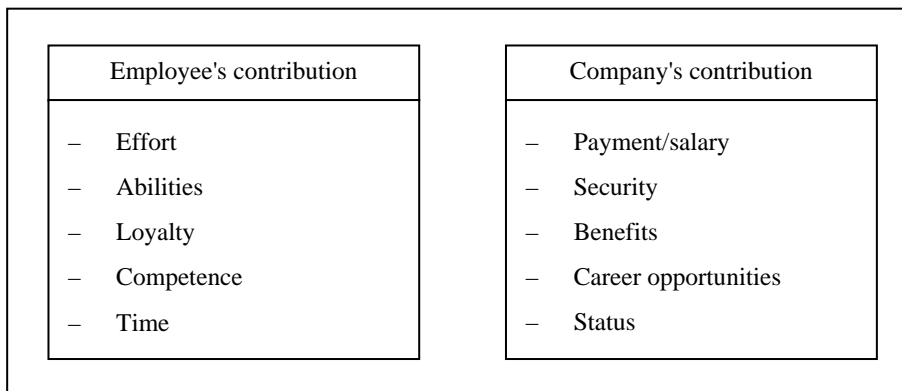 Employee's contribution
– Effort
– Abilities
– Loyalty
– Competence
– Time
Company's contribution
– Payment/salary
– Security
– Benefits
– Career opportunities
– Status